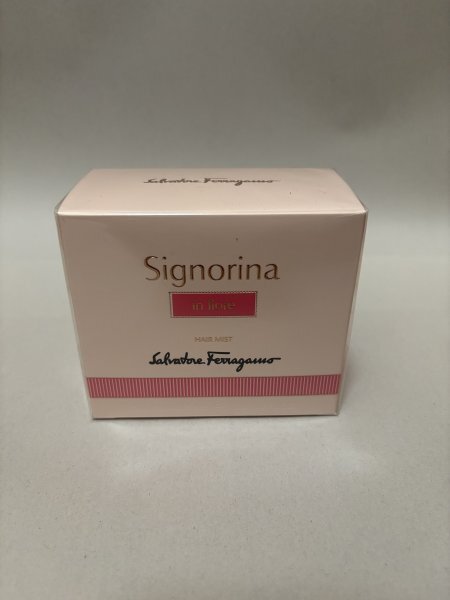 Salvatore Ferragamo
Signorina
in fiore
HAIR MIST
Salvatore Ferragamo